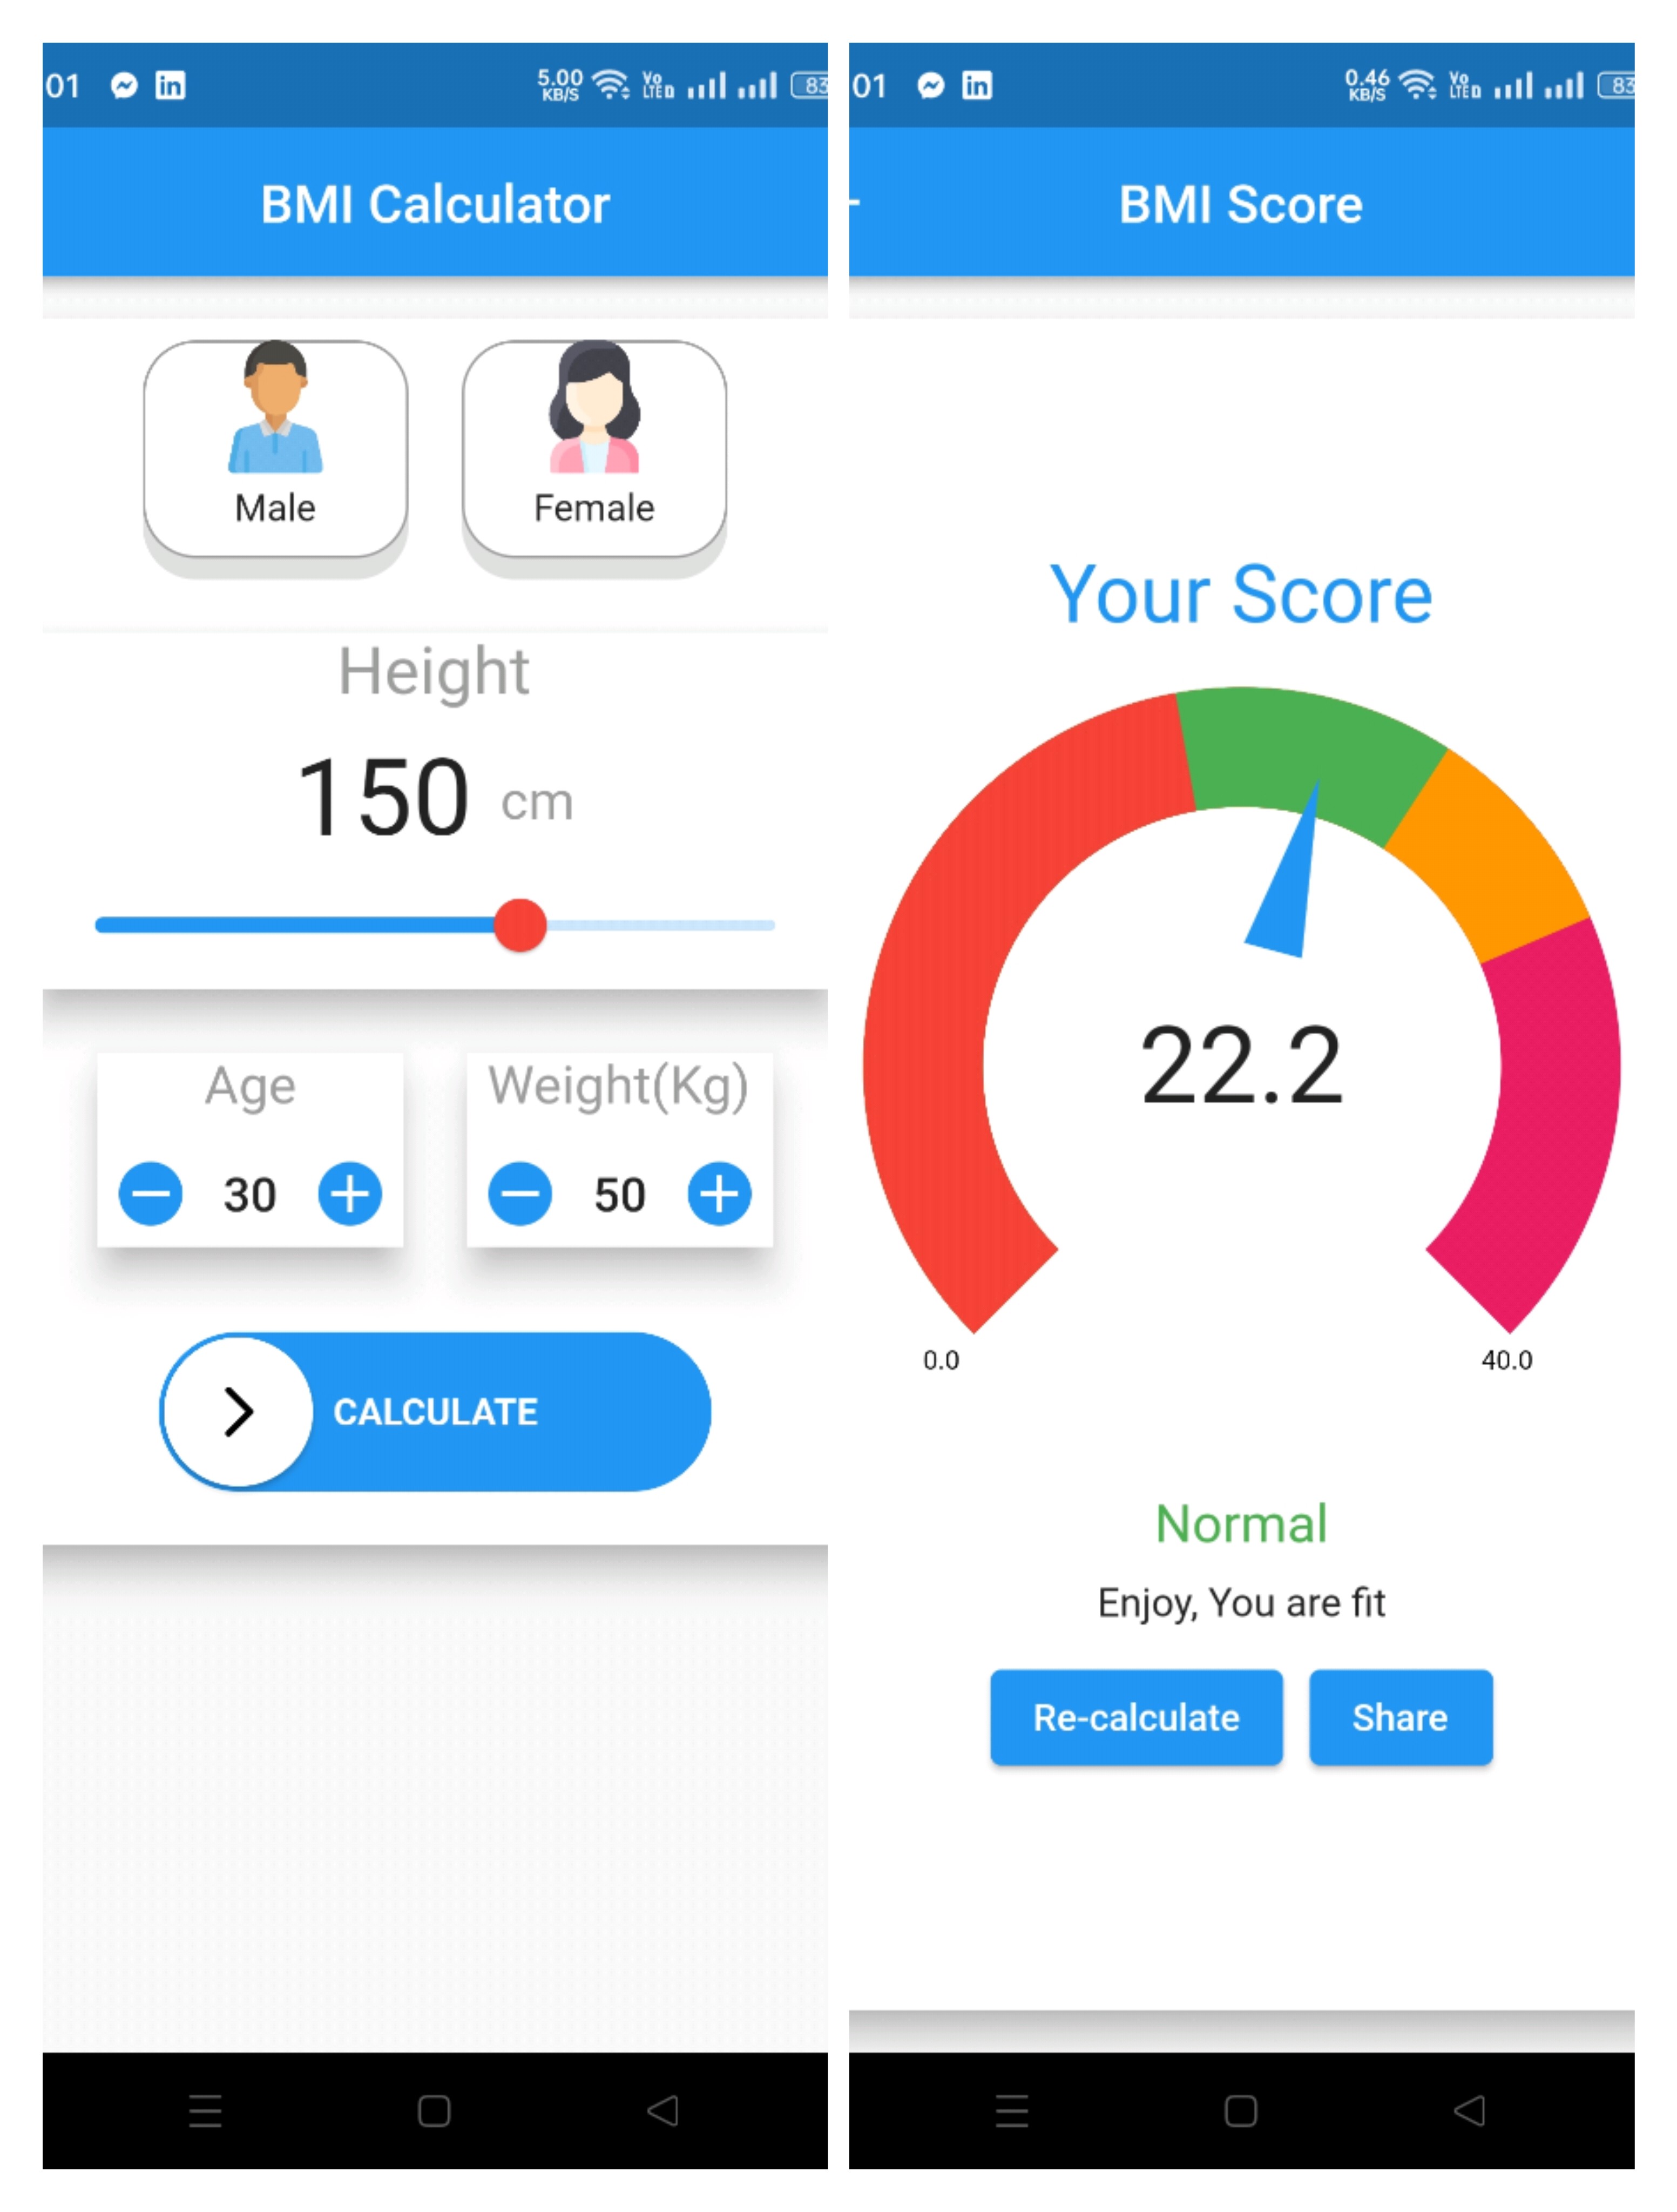 01 in 5.00 KB/S Vo LTE 83
BMI Calculator
Male Female
Height
150 cm
Age Weight(Kg)
30 50
CALCULATE
01 in 0.46 KB/S Vo LTE 83
BMI Score
Your Score
22.2
0.0 40.0
Normal
Enjoy, You are fit
Re-calculate Share